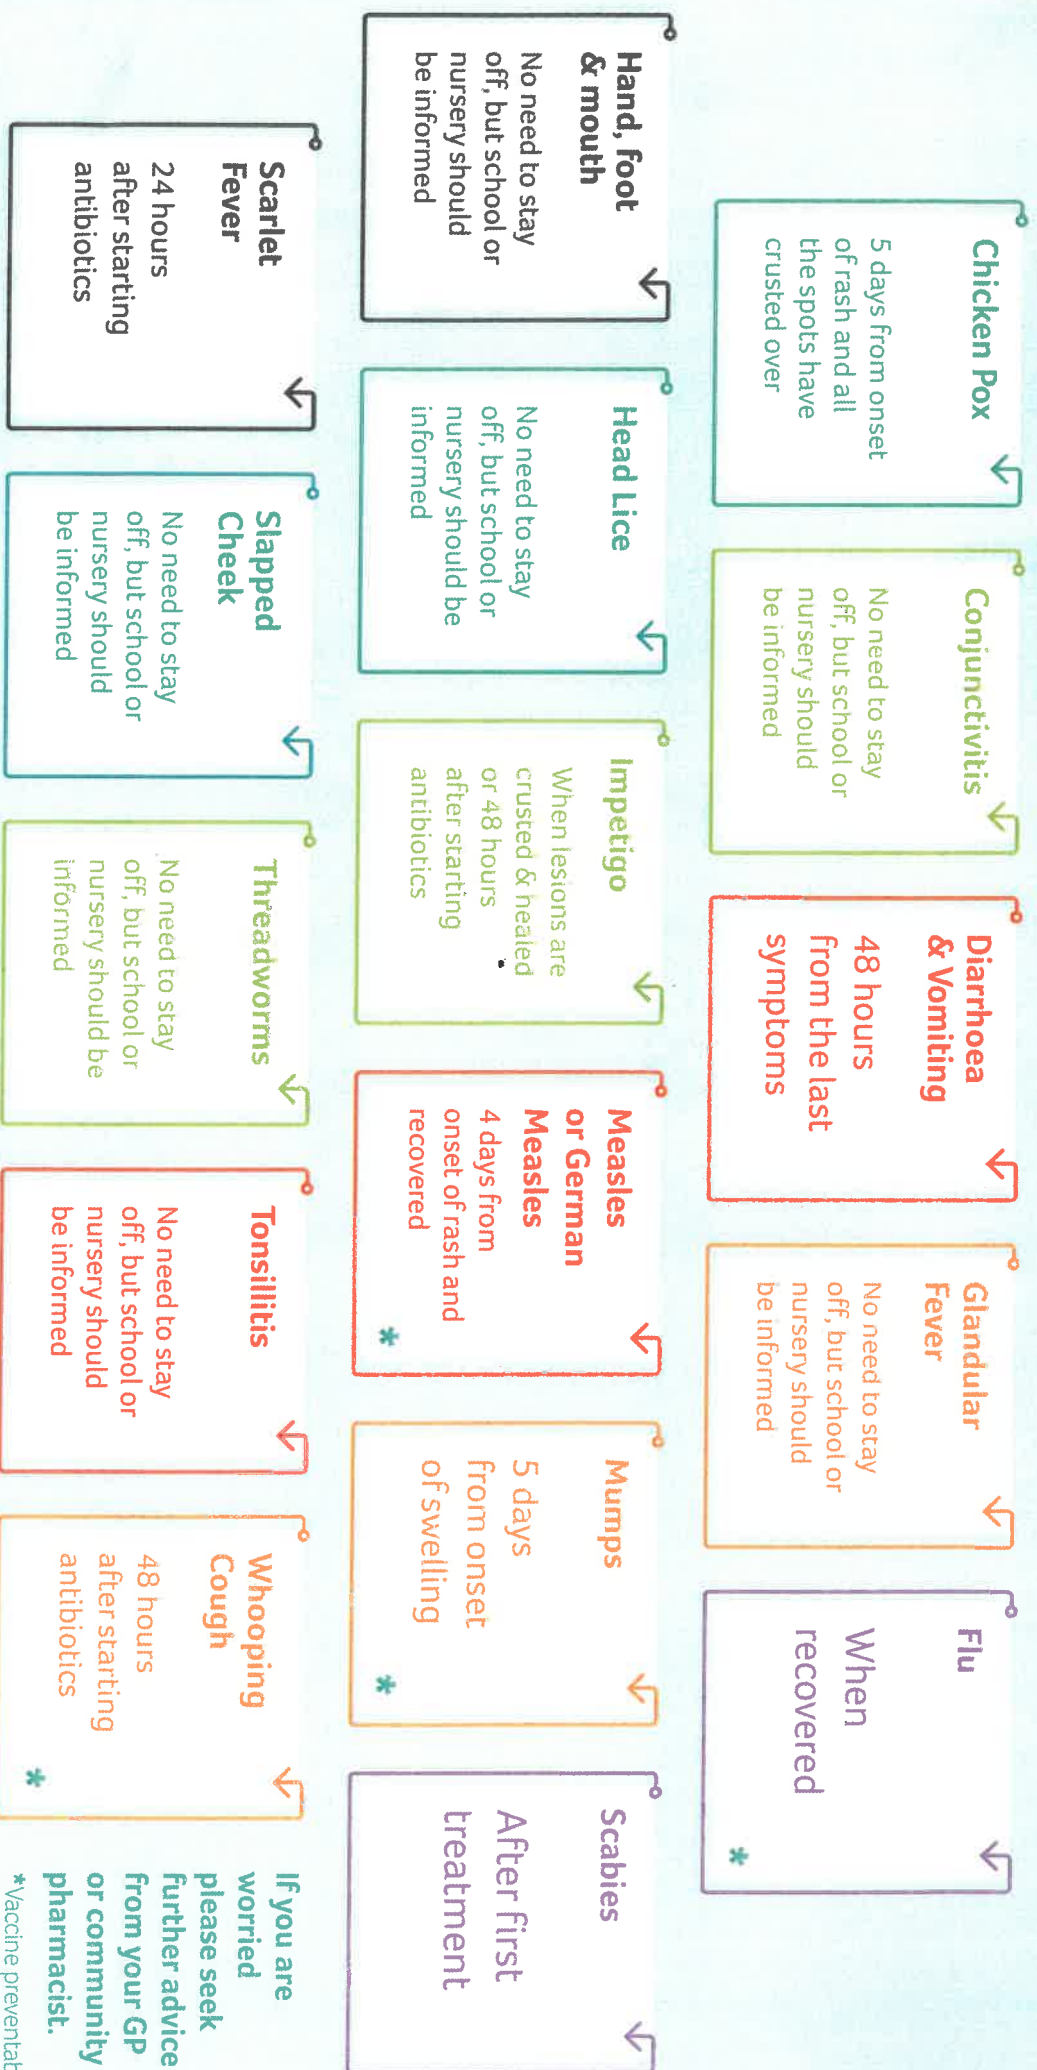 Chicken Pox
5 days from onset
of rash and all
the spots have
crusted over
Conjunctivitis
No need to stay
off, but school or
nursery should
be informed
Diarrhoea
& Vomiting
48 hours
from the last
symptoms
Glandular
Fever
No need to stay
off, but school or
nursery should
be informed
Flu
When
recovered
*
Hand, foot
& mouth
No need to stay
off, but school or
nursery should
be informed
Head Lice
No need to stay
off, but school or
nursery should be
informed
Impetigo
When lesions are
crusted & healed
or 48 hours
after starting
antibiotics
Measles
or German
Measles
4 days from
onset of rash and
recovered
*
Mumps
5 days
from onset
of swelling
*
Scabies
After first
treatment
Scarlet
Fever
24 hours
after starting
antibiotics
Slapped
Cheek
No need to stay
off, but school or
nursery should
be informed
Threadworms
No need to stay
off, but school or
nursery should be
informed
Tonsillitis
No need to stay
off, but school or
nursery should
be informed
Whooping
Cough
48 hours
after starting
antibiotics
*
If you are
worried
please seek
further advice
from your GP
or community
pharmacist.
*Vaccine